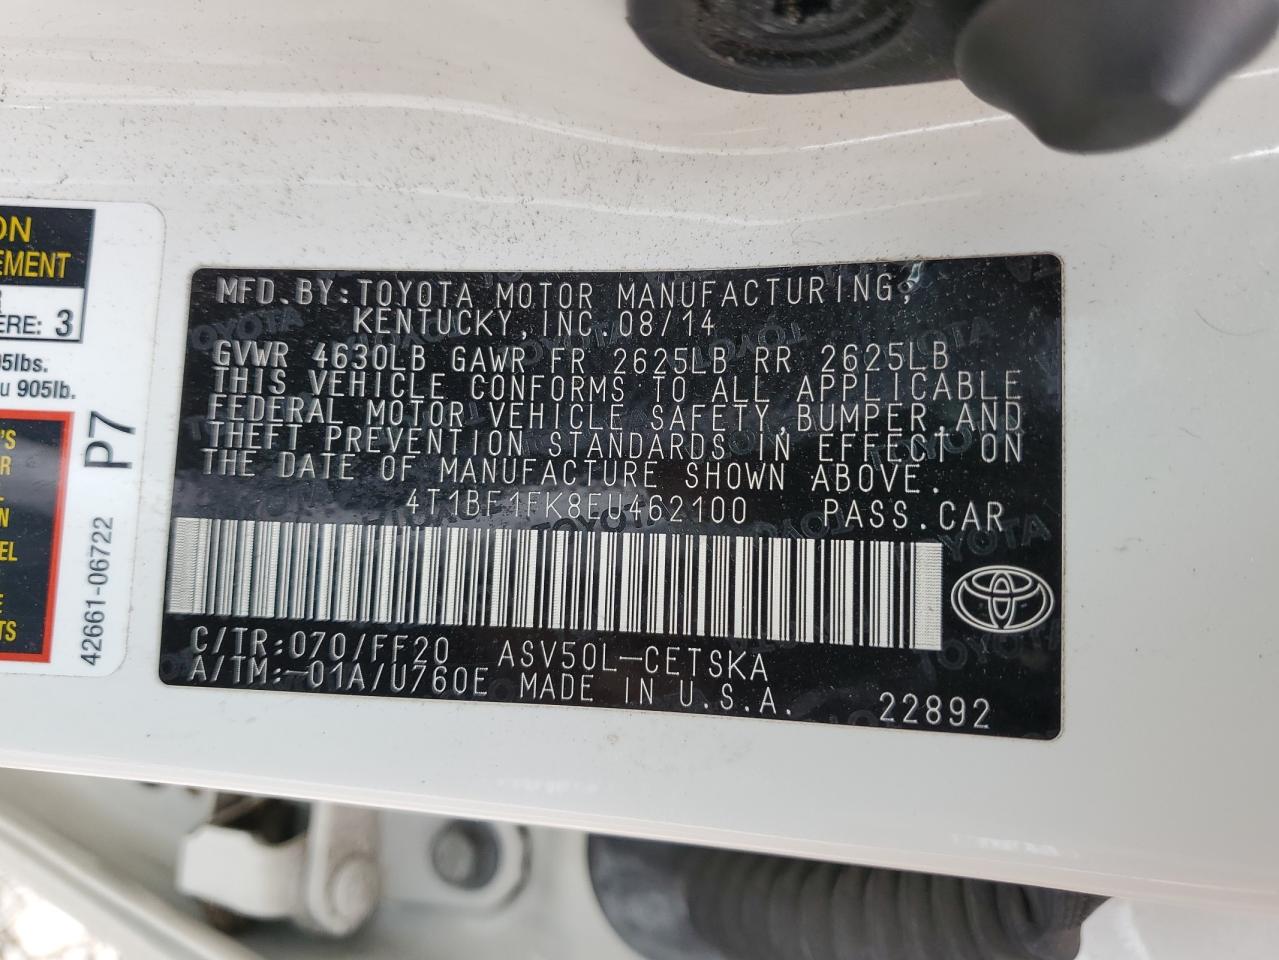 ON
EMENT
ERE: 3
905lb.
P7
42661-06722
MFD.BY:TOYOTA MOTOR MANUFACTURING,
KENTUCKY,INC.08/14
GVWR 4630LB GAWR FR 2625LB RR 2625LB
THIS VEHICLE CONFORMS TO ALL APPLICABLE
FEDERAL MOTOR VEHICLE SAFETY,BUMPER,AND
THEFT PREVENTION STANDARDS IN EFFECT ON
THE DATE OF MANUFACTURE SHOWN ABOVE.
4T1BF1FK8EU462100 PASS.CAR
C/TR:070/FF20 ASV50L-CETSKA
A/TM:-01A/U760E MADE IN U.S.A.
22892